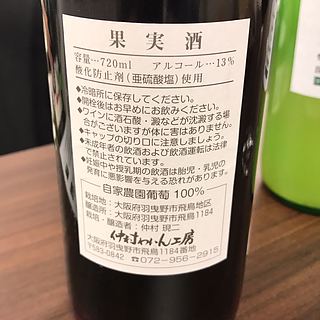 果実酒
容量…720ml アルコール…13%
酸化防止剤(亜硫酸塩)使用
●冷暗所に保存してください。
●開栓後はお早めにお飲みください。
●ワインに酒石酸・澱などが沈澱する場
合がございますが体に害はありません。
●キャップの切り口に注意しましょう。
●未成年者の飲酒および飲酒運転は法律
で禁止されています。
●妊娠中や授乳期の飲酒は胎児・乳児の
発育に悪影響を与える恐れがあります。
自家農園葡萄 100%
栽培地：大阪府羽曳野市飛鳥地区
醸造所：大阪府羽曳野市飛鳥1184
栽培・醸造者：仲村 現二
仲村わいん工房
大阪府羽曳野市飛鳥1184番地
〒583-0842 ☎072-956-2915